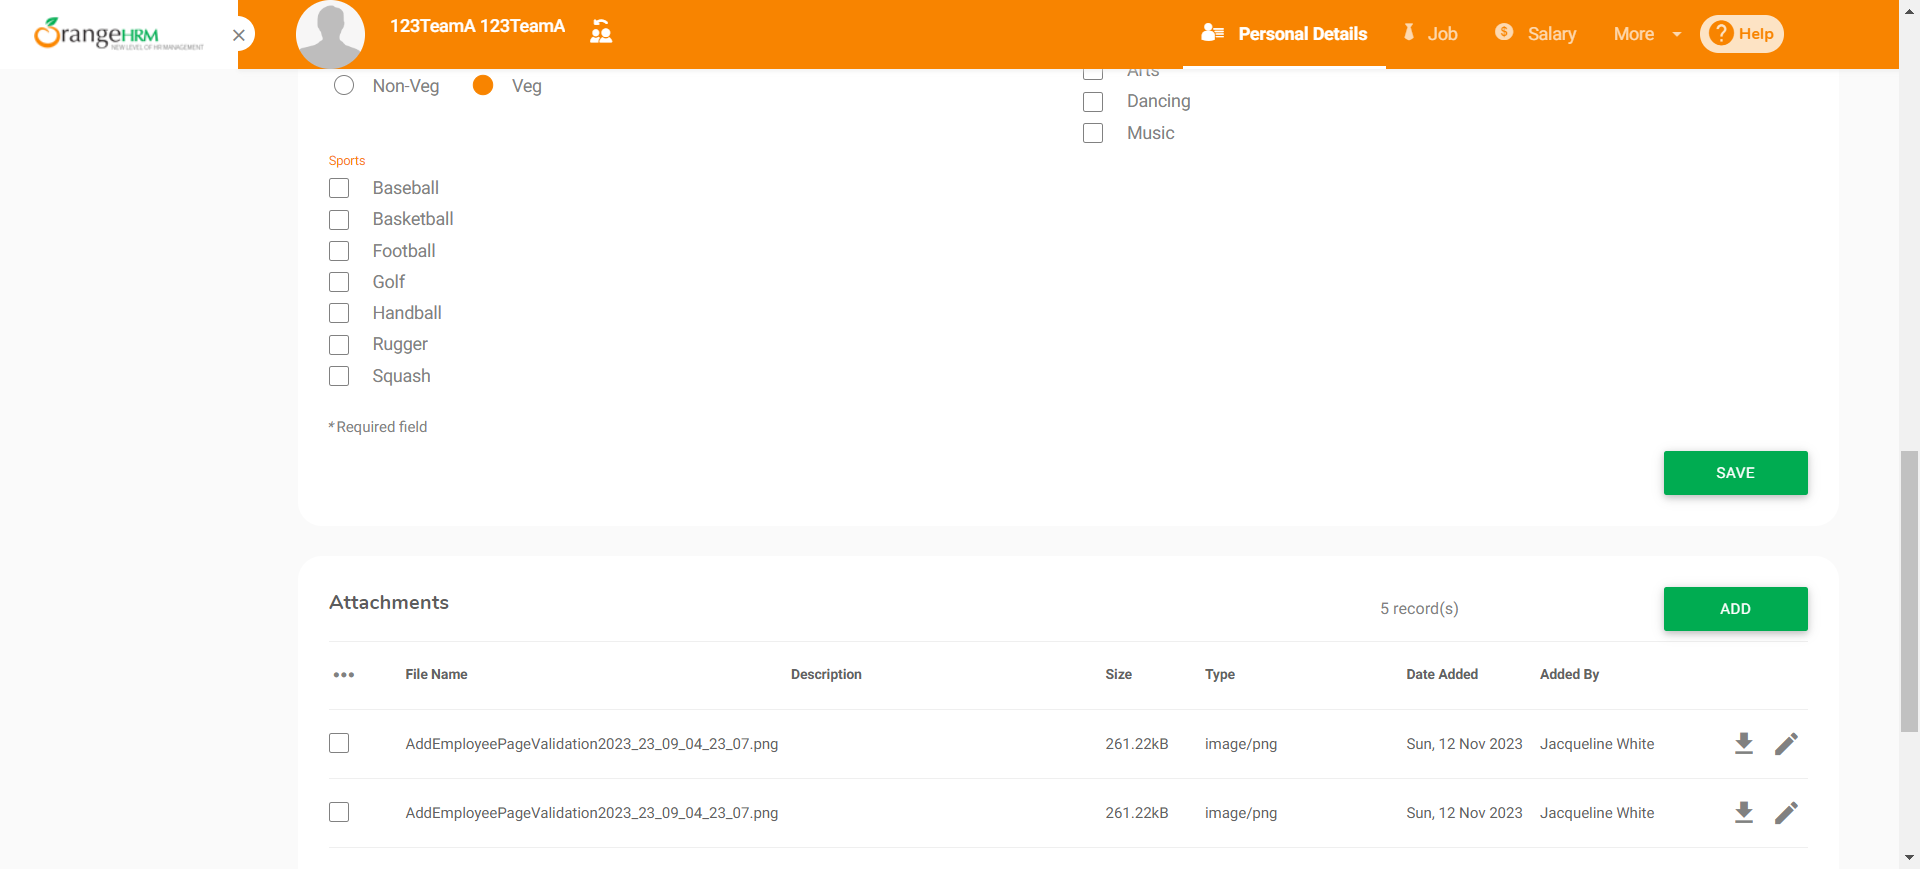 OrangeHRM
NEW LEVEL OF HR MANAGEMENT
123TeamA 123TeamA
Personal Details
Job
Salary
More
? Help
Non-Veg
Veg
Arts
Dancing
Music
Sports
Baseball
Basketball
Football
Golf
Handball
Rugger
Squash
* Required field
SAVE
Attachments
5 record(s)
ADD
File Name Description Size Type Date Added Added By
AddEmployeePageValidation2023_23_09_04_23_07.png 261.22kB image/png Sun, 12 Nov 2023 Jacqueline White
AddEmployeePageValidation2023_23_09_04_23_07.png 261.22kB image/png Sun, 12 Nov 2023 Jacqueline White